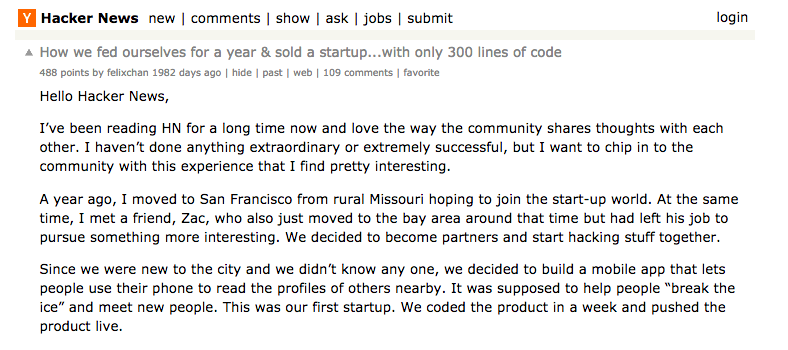 Y Hacker News new | comments | show | ask | jobs | submit login
▲ How we fed ourselves for a year & sold a startup...with only 300 lines of code
488 points by felixchan 1982 days ago | hide | past | web | 109 comments | favorite
Hello Hacker News,
I’ve been reading HN for a long time now and love the way the community shares thoughts with each
other. I haven’t done anything extraordinary or extremely successful, but I want to chip in to the
community with this experience that I find pretty interesting.
A year ago, I moved to San Francisco from rural Missouri hoping to join the start-up world. At the same
time, I met a friend, Zac, who also just moved to the bay area around that time but had left his job to
pursue something more interesting. We decided to become partners and start hacking stuff together.
Since we were new to the city and we didn’t know any one, we decided to build a mobile app that lets
people use their phone to read the profiles of others nearby. It was supposed to help people “break the
ice” and meet new people. This was our first startup. We coded the product in a week and pushed the
product live.